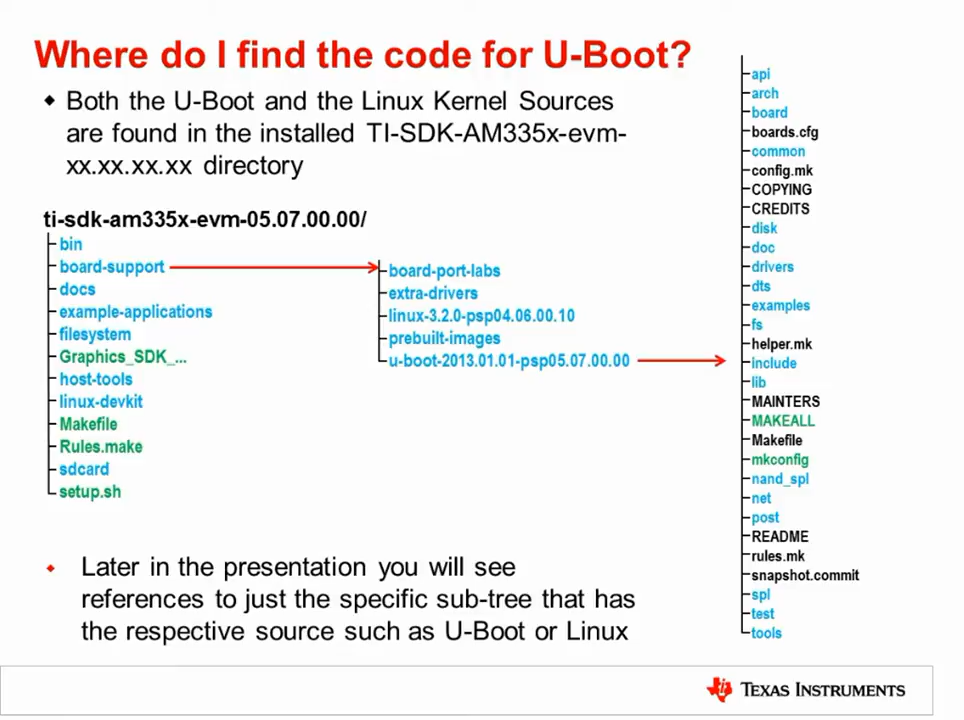 Where do I find the code for U-Boot?
Both the U-Boot and the Linux Kernel Sources
are found in the installed TI-SDK-AM335x-evm-
xx.xx.xx.xx directory
ti-sdk-am335x-evm-05.07.00.00/
bin
board-support
docs
example-applications
filesystem
Graphics_SDK_...
host-tools
linux-devkit
Makefile
Rules.make
sdcard
setup.sh
board-port-labs
extra-drivers
linux-3.2.0-psp04.06.00.10
prebuilt-images
u-boot-2013.01.01-psp05.07.00.00
api
arch
board
boards.cfg
common
config.mk
COPYING
CREDITS
disk
doc
drivers
dts
examples
fs
helper.mk
include
lib
MAINTERS
MAKEALL
Makefile
mkconfig
nand_spl
net
post
README
rules.mk
snapshot.commit
spl
test
tools
Later in the presentation you will see
references to just the specific sub-tree that has
the respective source such as U-Boot or Linux
TEXAS INSTRUMENTS